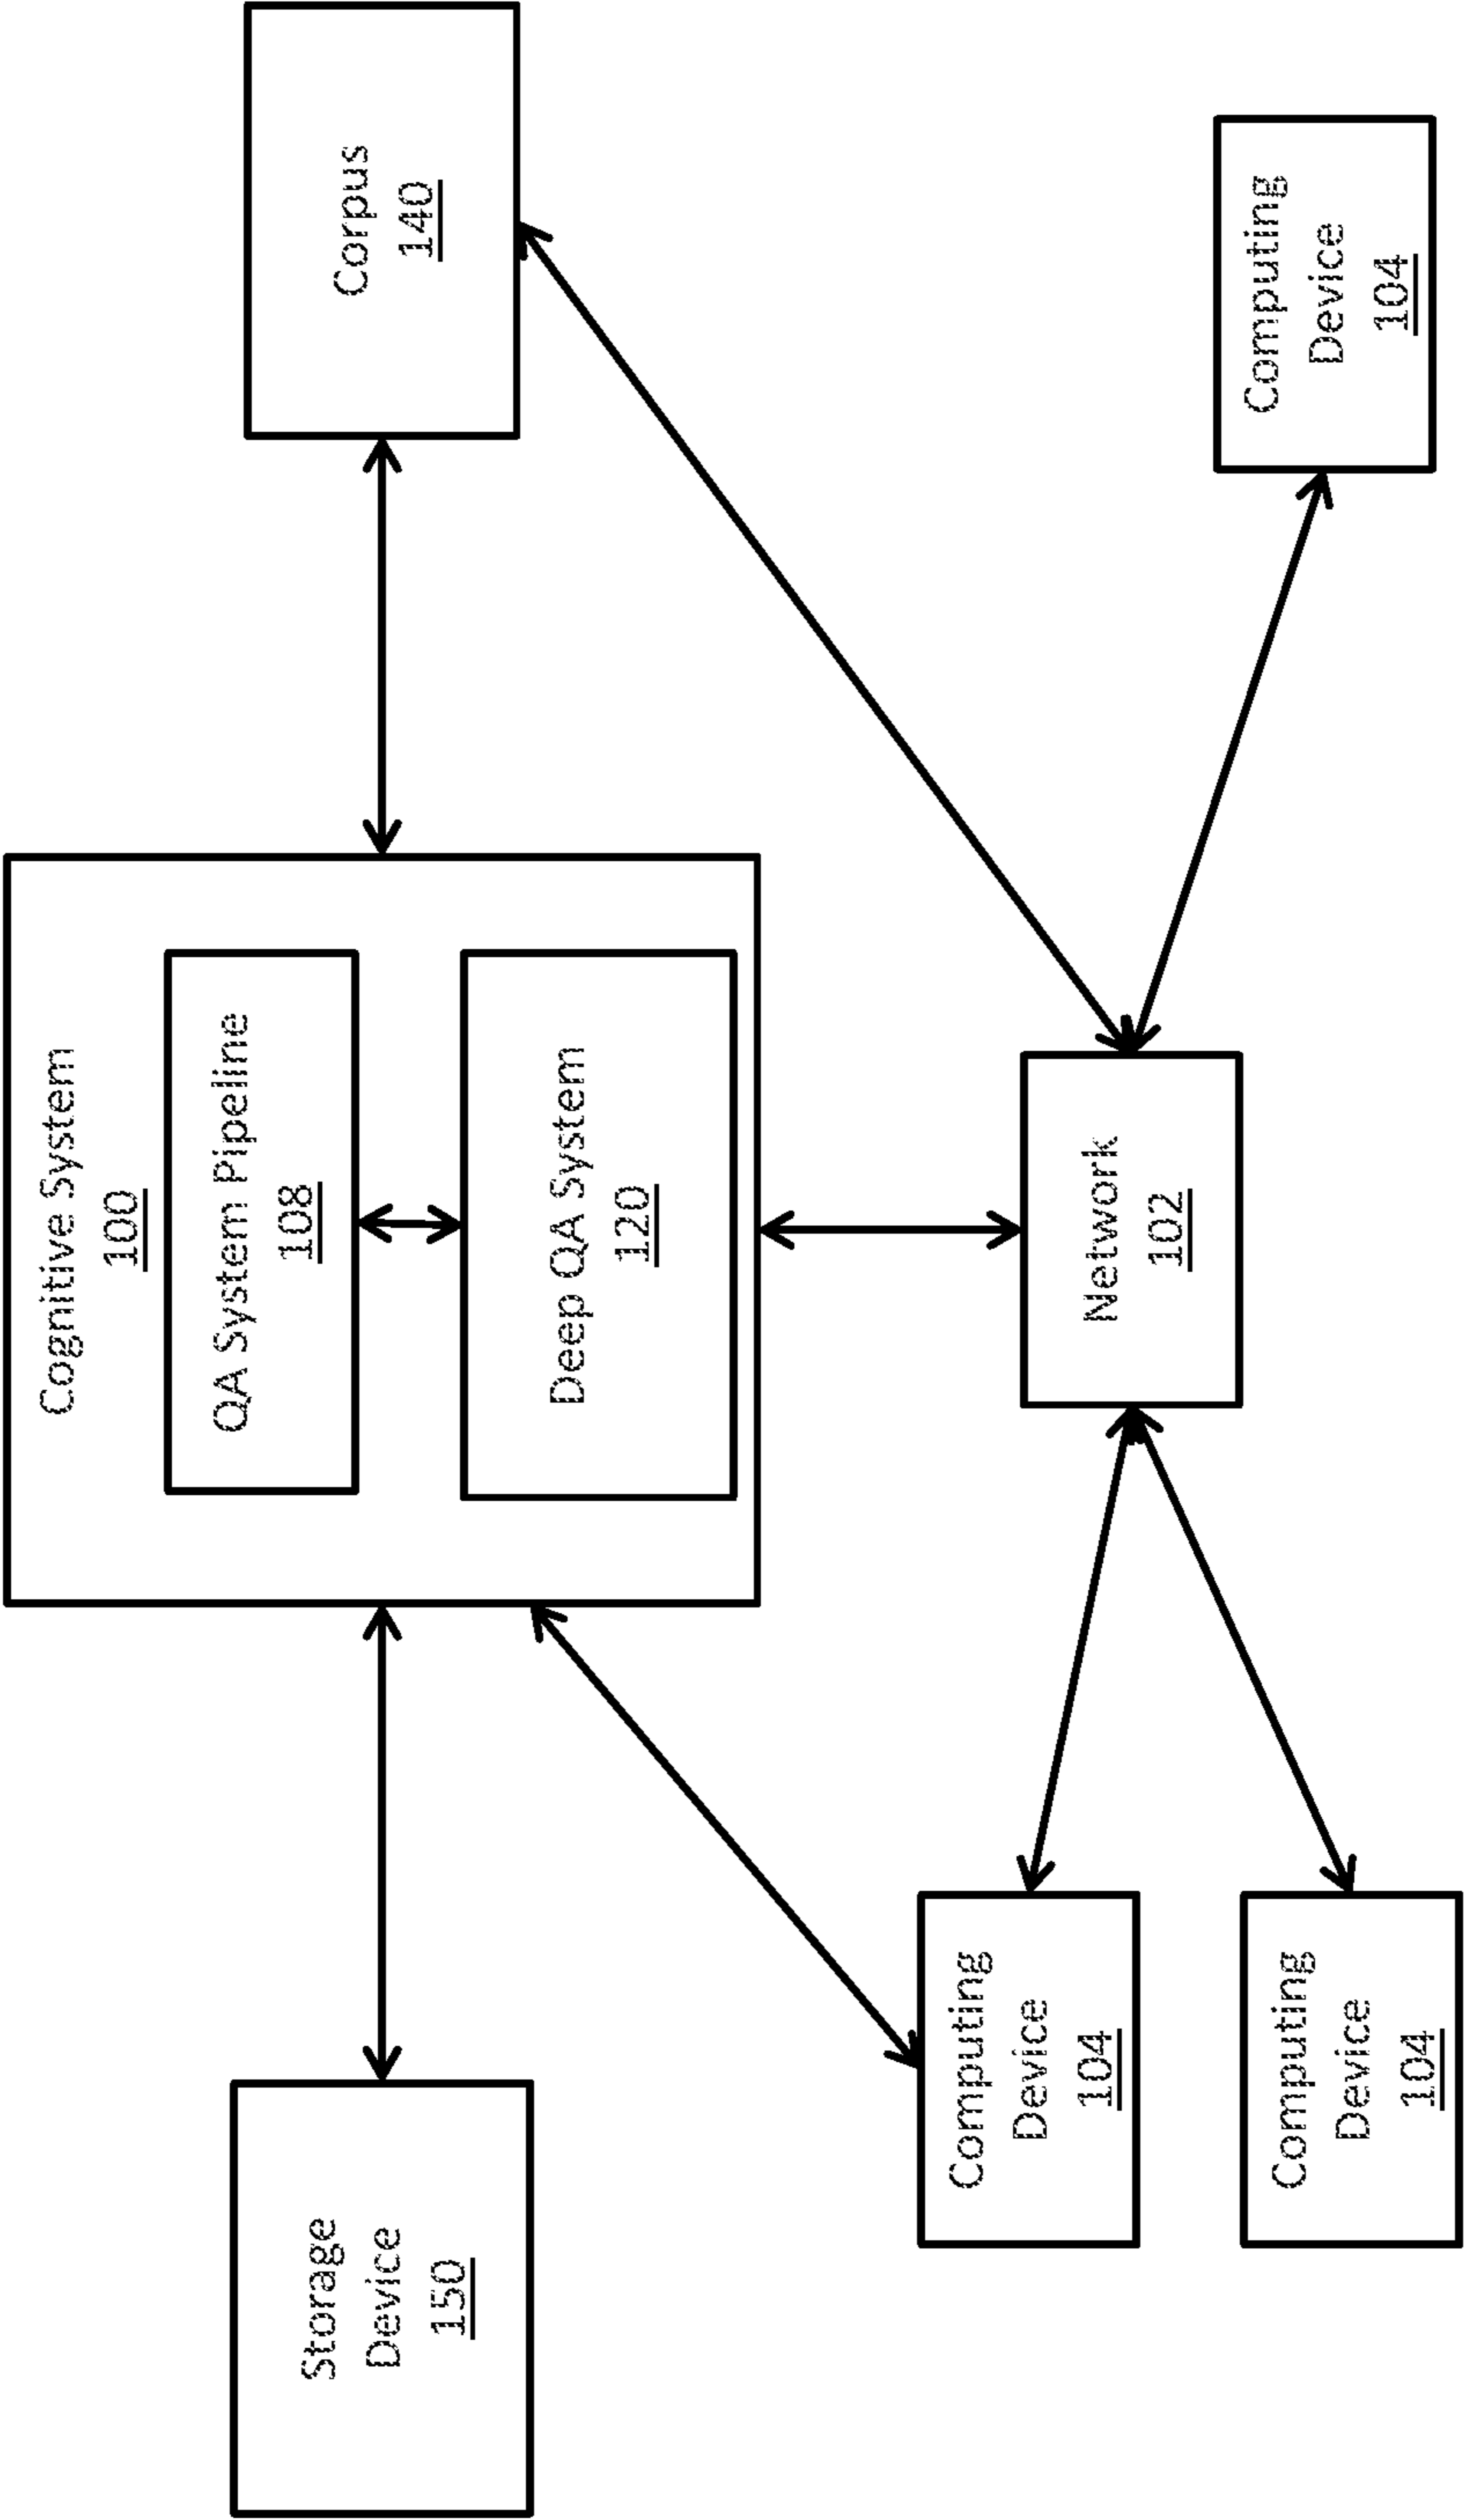 Cognitive System
100
QA System Pipeline
108
Deep QA System
120
Storage
Device
150
Corpus
140
Network
102
Computing
Device
104
Computing
Device
104
Computing
Device
104